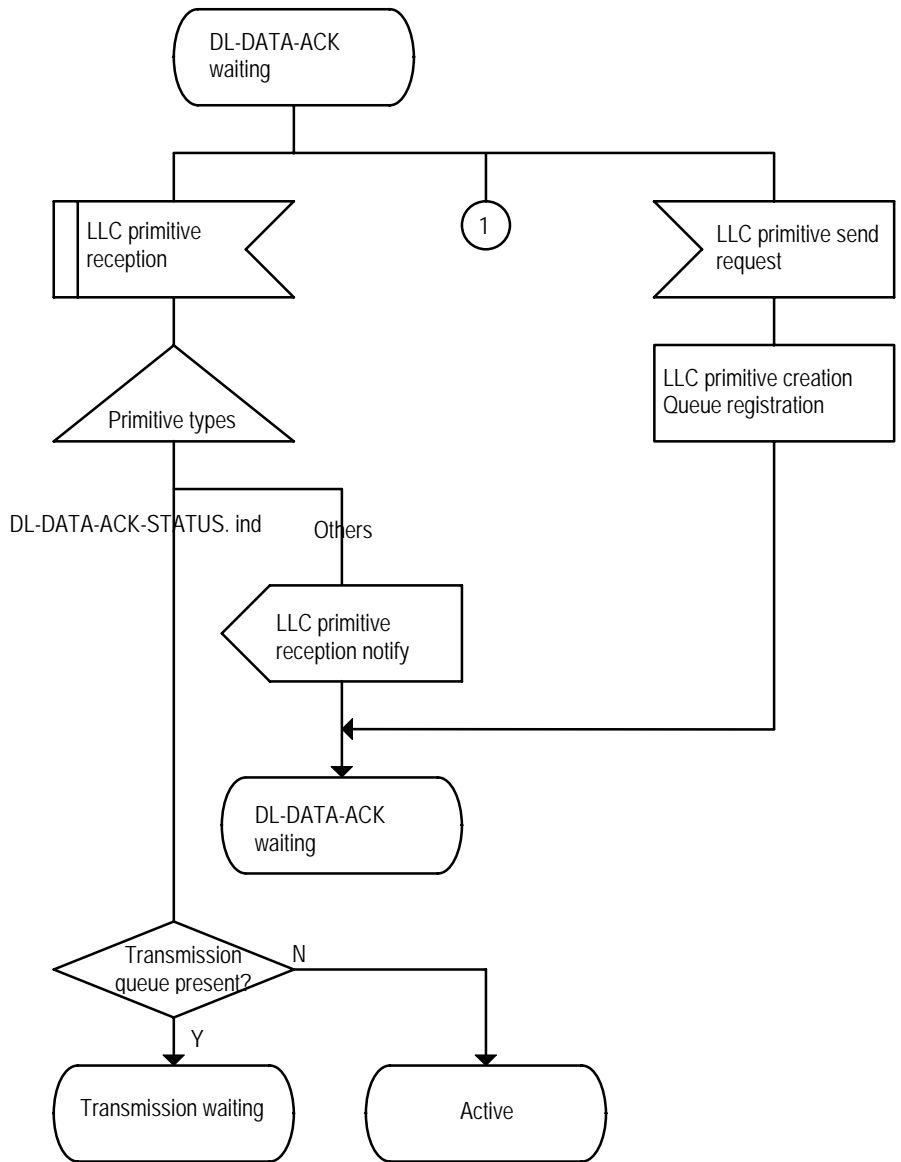 DL-DATA-ACK
waiting
LLC primitive
reception
1
LLC primitive send
request
Primitive types
LLC primitive creation
Queue registration
DL-DATA-ACK-STATUS. ind
Others
LLC primitive
reception notify
DL-DATA-ACK
waiting
Transmission
queue present?
N
Y
Transmission waiting
Active